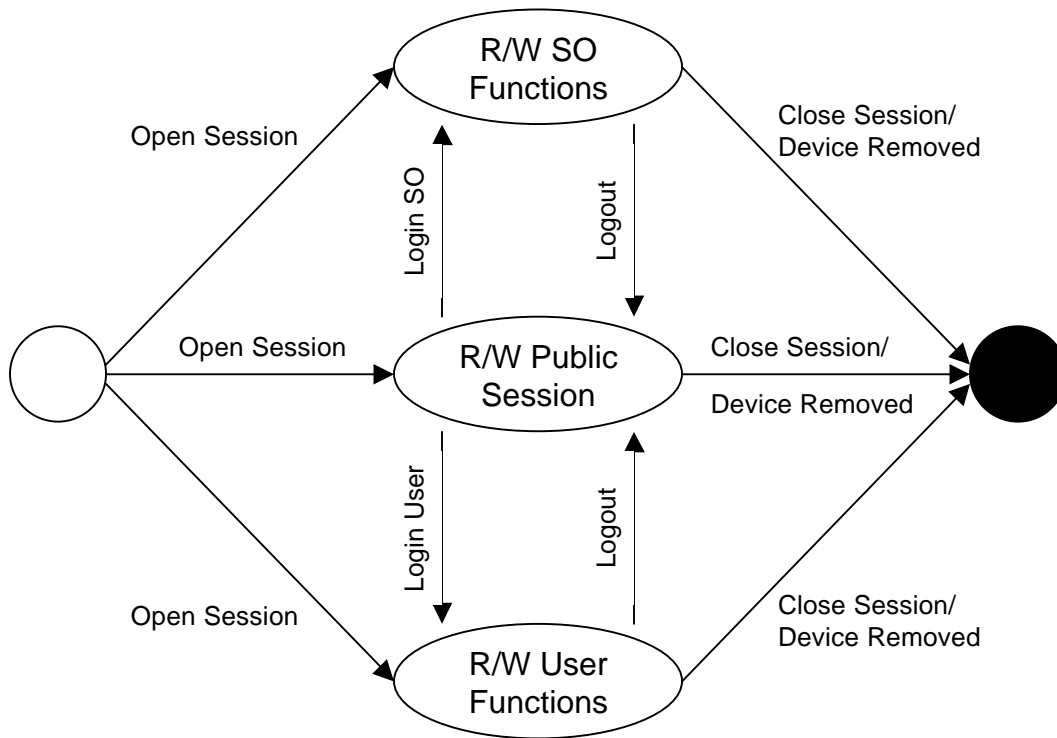 R/W SO
Functions
Open Session
Close Session/
Device Removed
Login SO
Logout
Open Session
R/W Public
Session
Close Session/
Device Removed
Login User
Logout
Open Session
R/W User
Functions
Close Session/
Device Removed